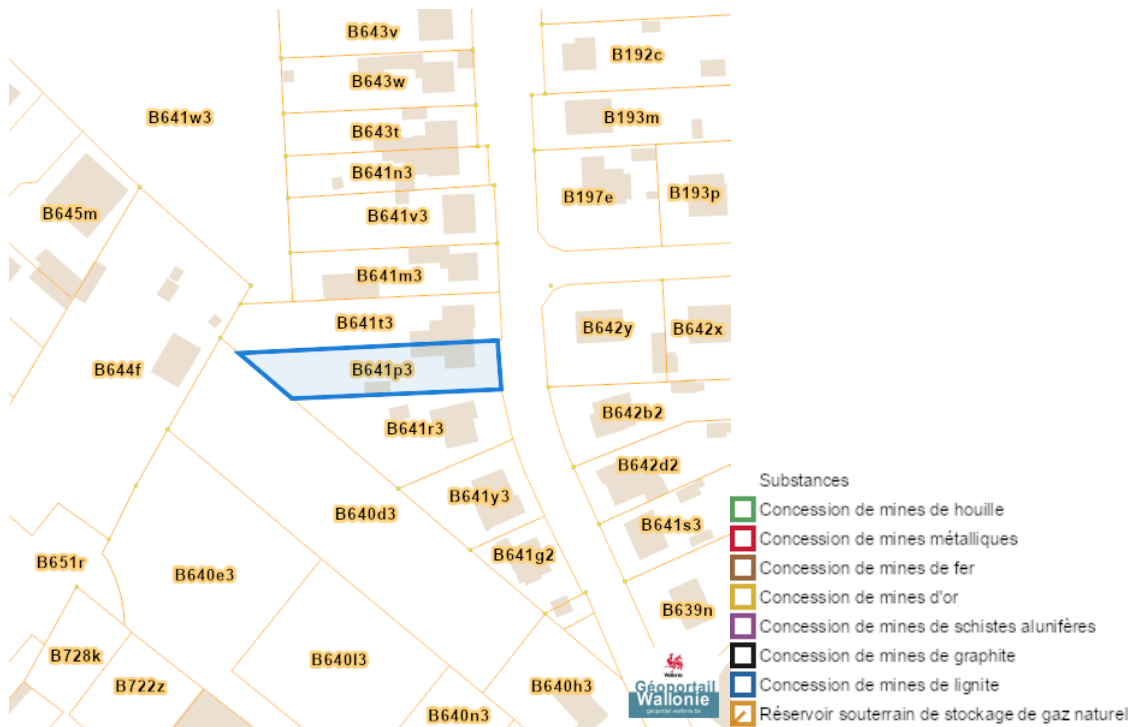 B643v
B192c
B643w
B641w3
B193m
B643t
B641n3
B197e
B193p
B645m
B641v3
B641m3
B641t3
B642y
B642x
B644f
B641p3
B642b2
B641r3
B642d2
B641y3
B640d3
B641s3
B641g2
B651r
B640e3
B639n
B728k
B640l3
B722z
B640h3
B640n3
Wallonie
Géoportail
Wallonie
geoportail.wallonie.be
Substances
Concession de mines de houille
Concession de mines métalliques
Concession de mines de fer
Concession de mines d'or
Concession de mines de schistes alunifères
Concession de mines de graphite
Concession de mines de lignite
Réservoir souterrain de stockage de gaz naturel